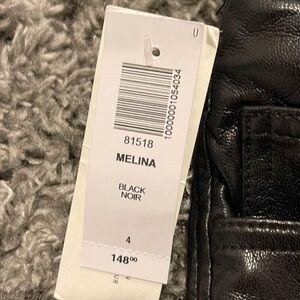 U
10000001054034
81518
MELINA
BLACK
NOIR
4
148.00